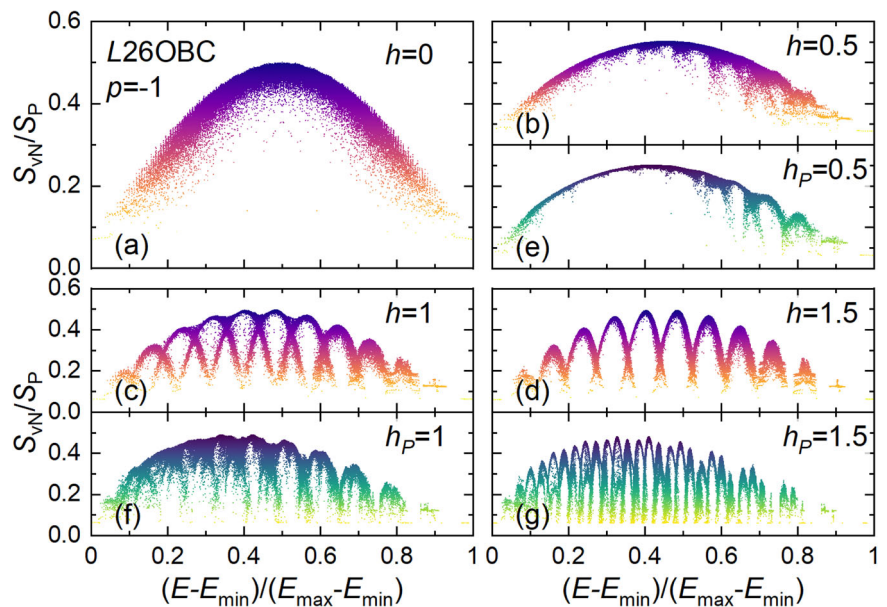 0.6
L26OBC
p=-1
h=0
0.4
0.2
0.0
S_vN/S_P
(a)
h=0.5
(b)
h_P=0.5
(e)
0.6
0.4
0.2
0.0
h=1
(c)
h=1.5
(d)
S_vN/S_P
0.4
0.2
0.0
h_P=1
(f)
h_P=1.5
(g)
0 0.2 0.4 0.6 0.8 1
0.2 0.4 0.6 0.8 1
(E-E_min)/(E_max-E_min)
(E-E_min)/(E_max-E_min)